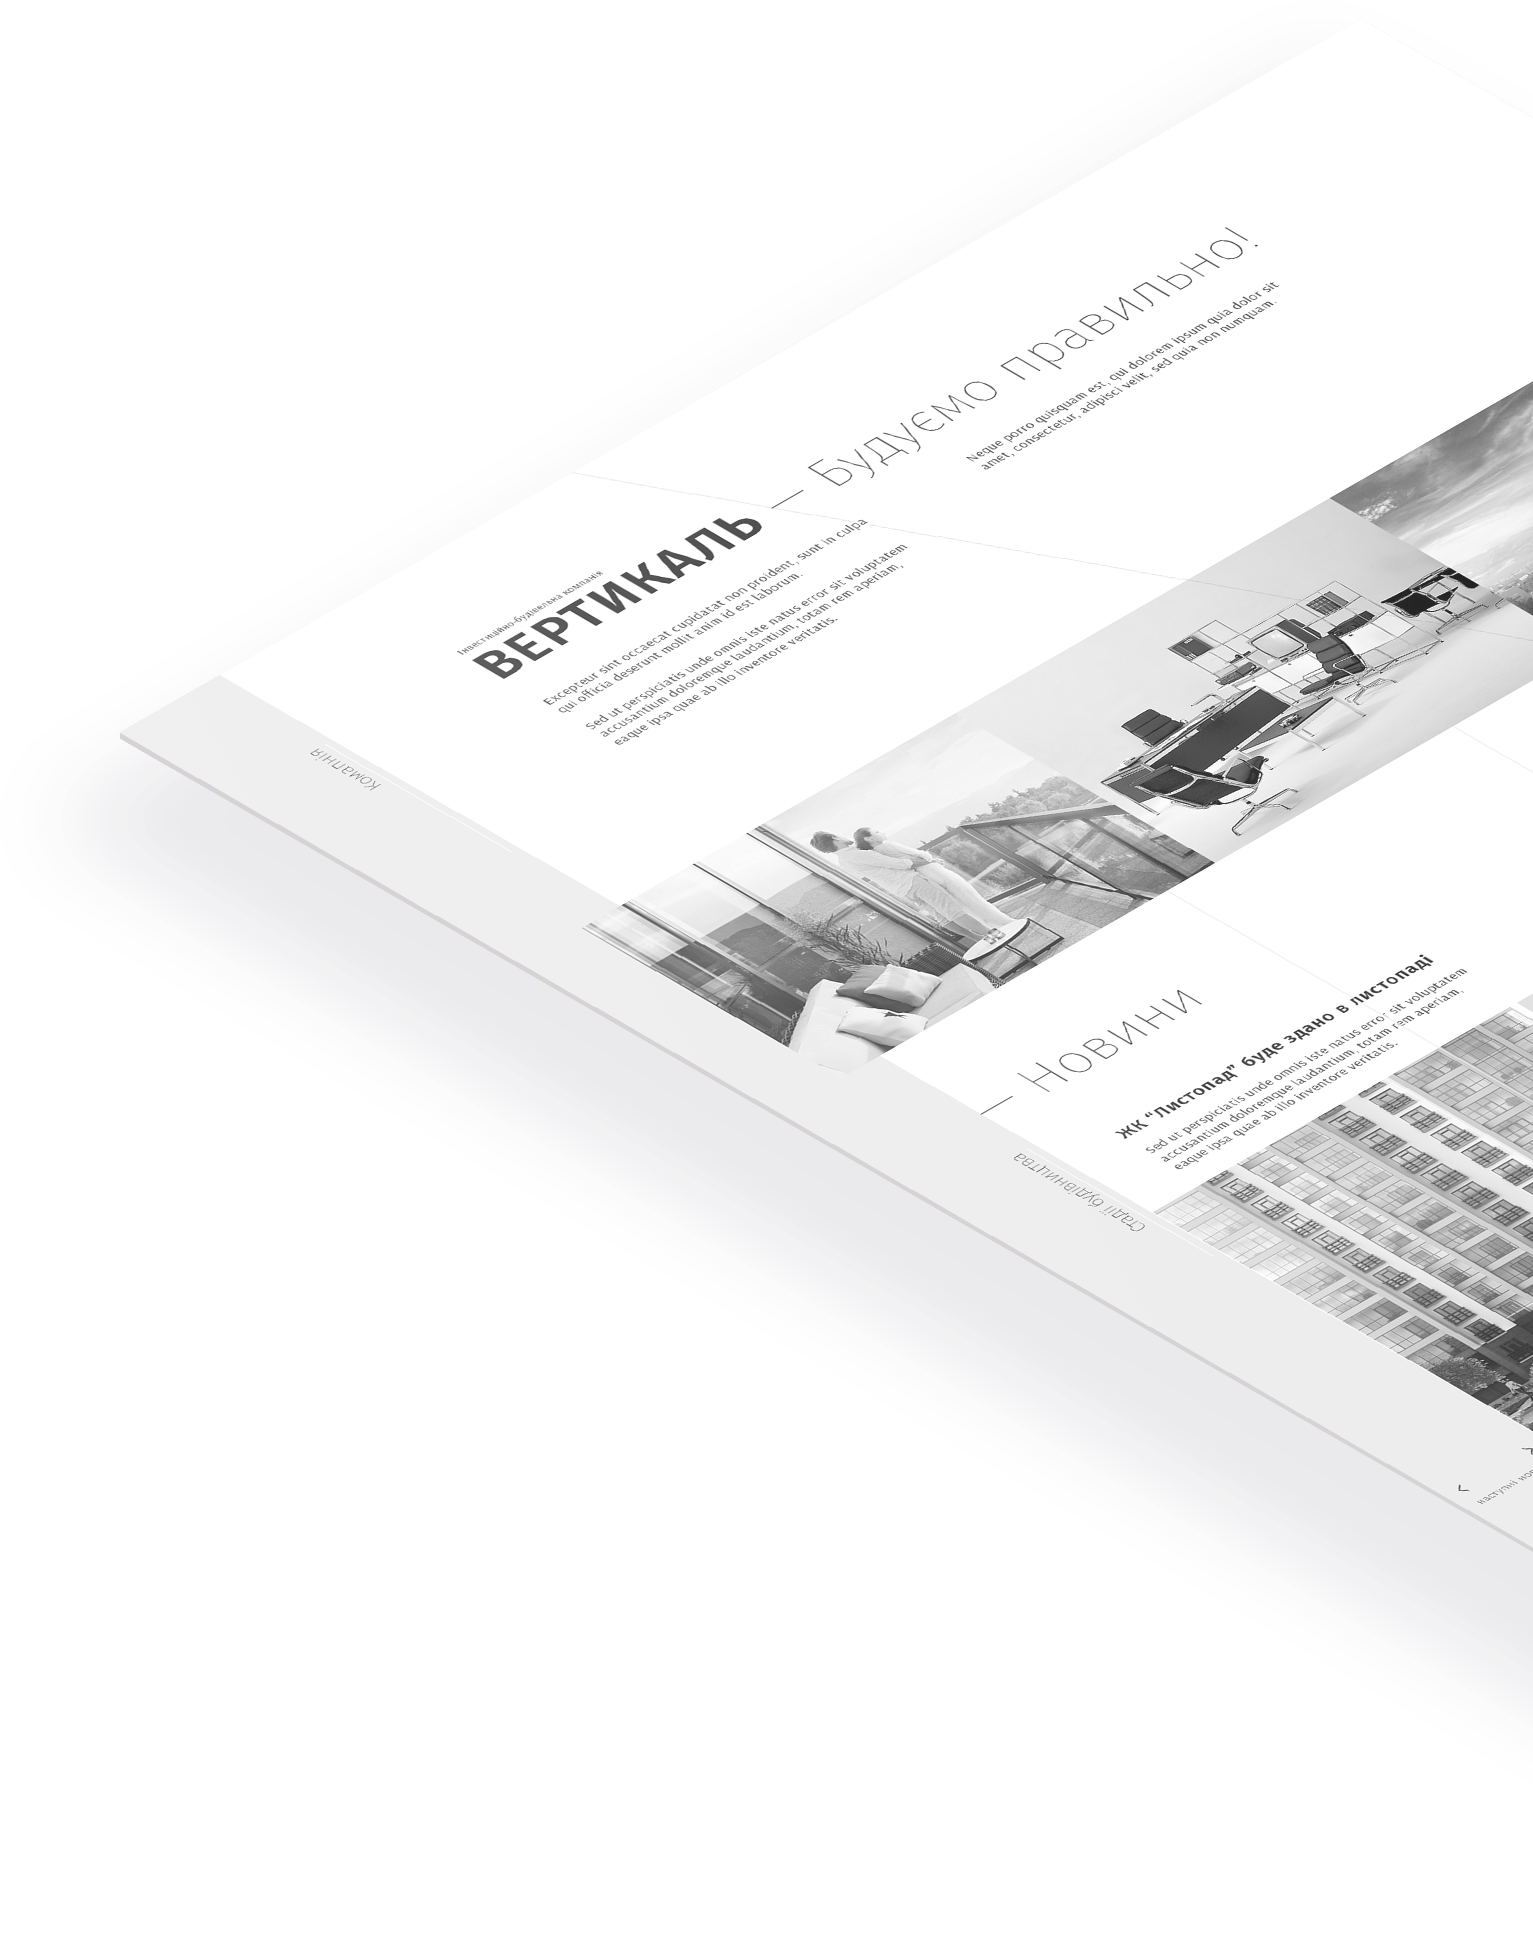 Інвестиційно-будівельна компанія
ВЕРТИКАЛЬ
Excepteur sint occaecat cupidatat non proident, sunt in culpa
qui officia deserunt mollit anim id est laborum.
Sed ut perspiciatis unde omnis iste natus error sit voluptatem
accusantium doloremque laudantium, totam rem aperiam,
eaque ipsa quae ab illo inventore veritatis.
— Будуємо правильно!
Neque porro quisquam est, qui dolorem ipsum quia dolor sit
amet, consectetur, adipisci velit, sed quia non numquam.
Компанія
— Новини
ЖК “Листопад” буде здано в листопаді
Sed ut perspiciatis unde omnis iste natus error sit voluptatem
accusantium doloremque laudantium, totam rem aperiam,
eaque ipsa quae ab illo inventore veritatis.
Стадії будівництва
наступні